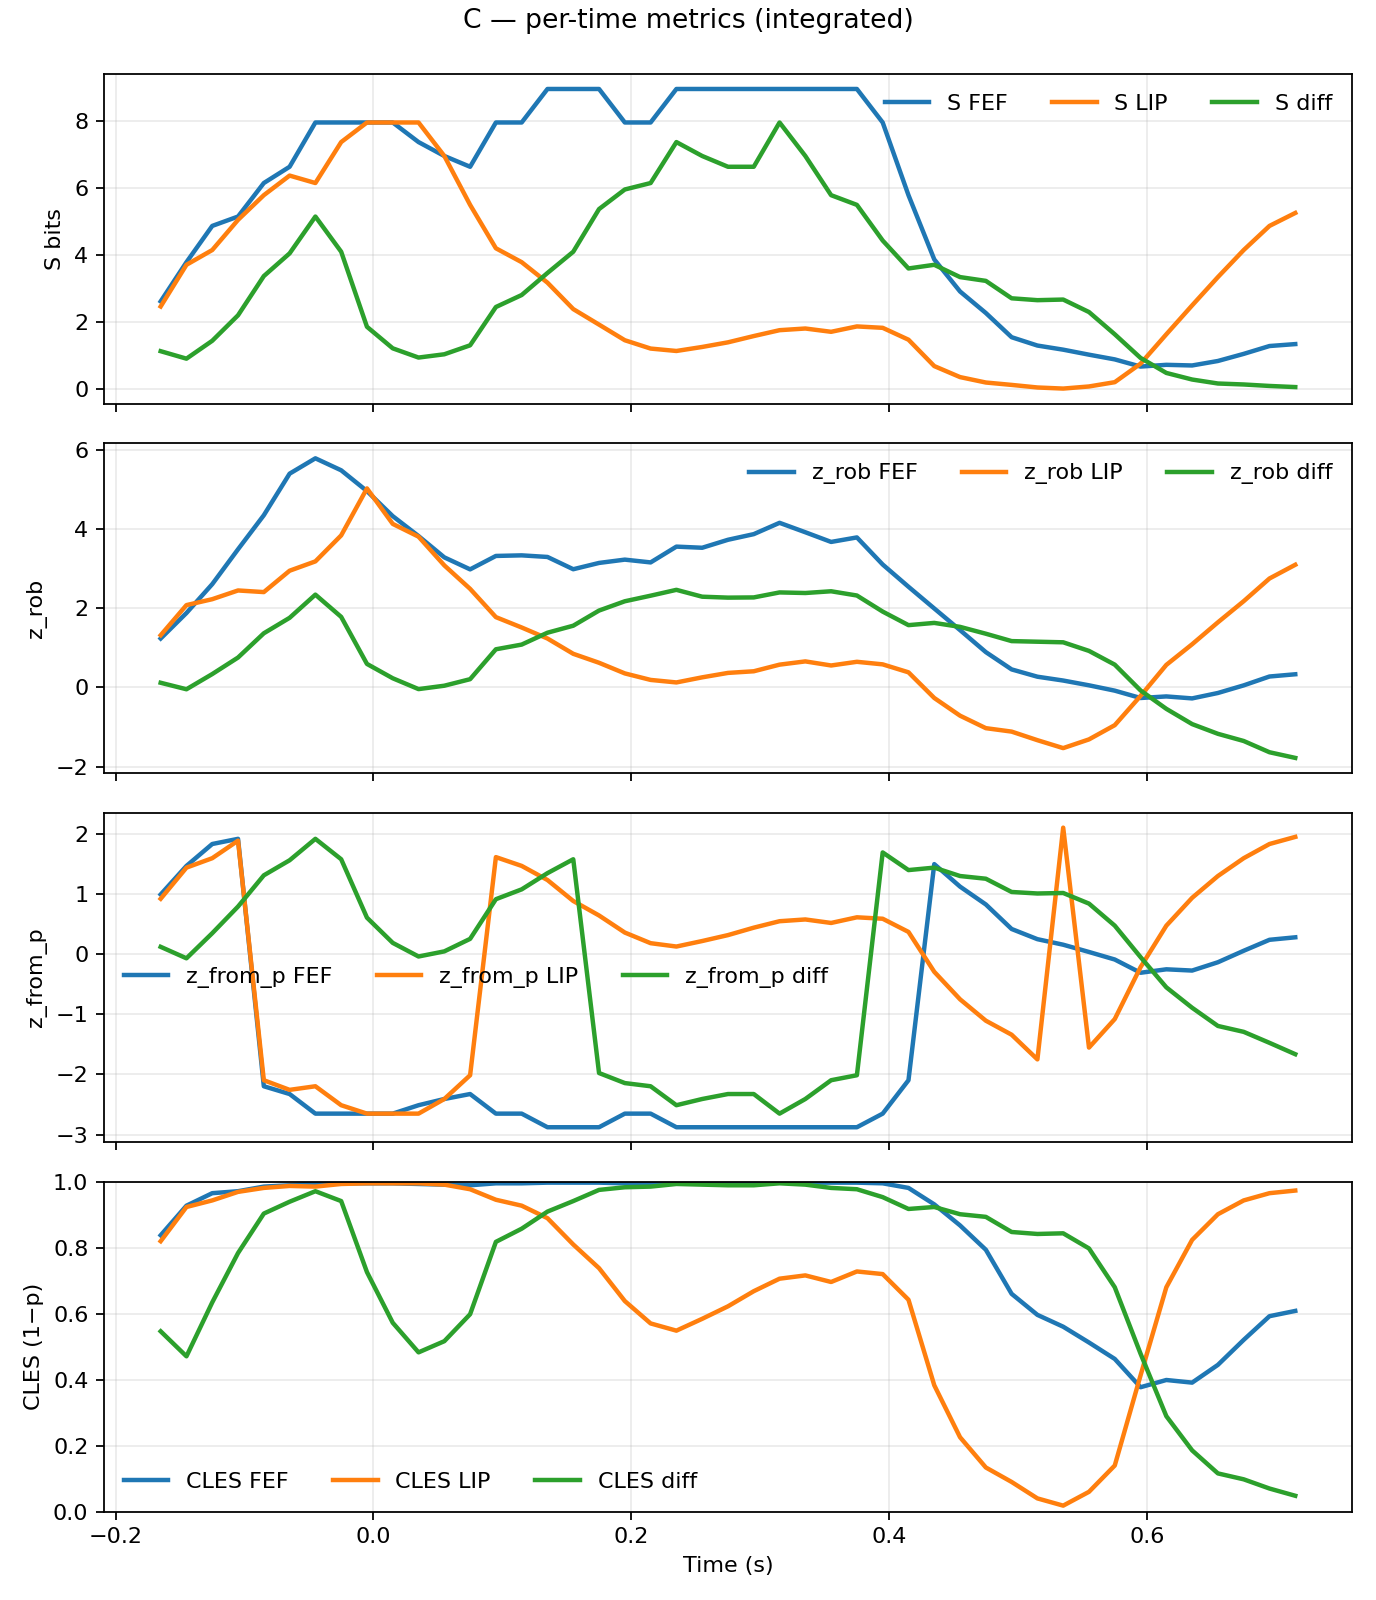 C — per-time metrics (integrated)
S bits
8
6
4
2
0
S FEF S LIP S diff
z_rob
6
4
2
0
−2
z_rob FEF z_rob LIP z_rob diff
z_from_p
2
1
0
−1
−2
−3
z_from_p FEF z_from_p LIP z_from_p diff
CLES (1−p)
1.0
0.8
0.6
0.4
0.2
0.0
CLES FEF CLES LIP CLES diff
−0.2 0.0 0.2 0.4 0.6
Time (s)